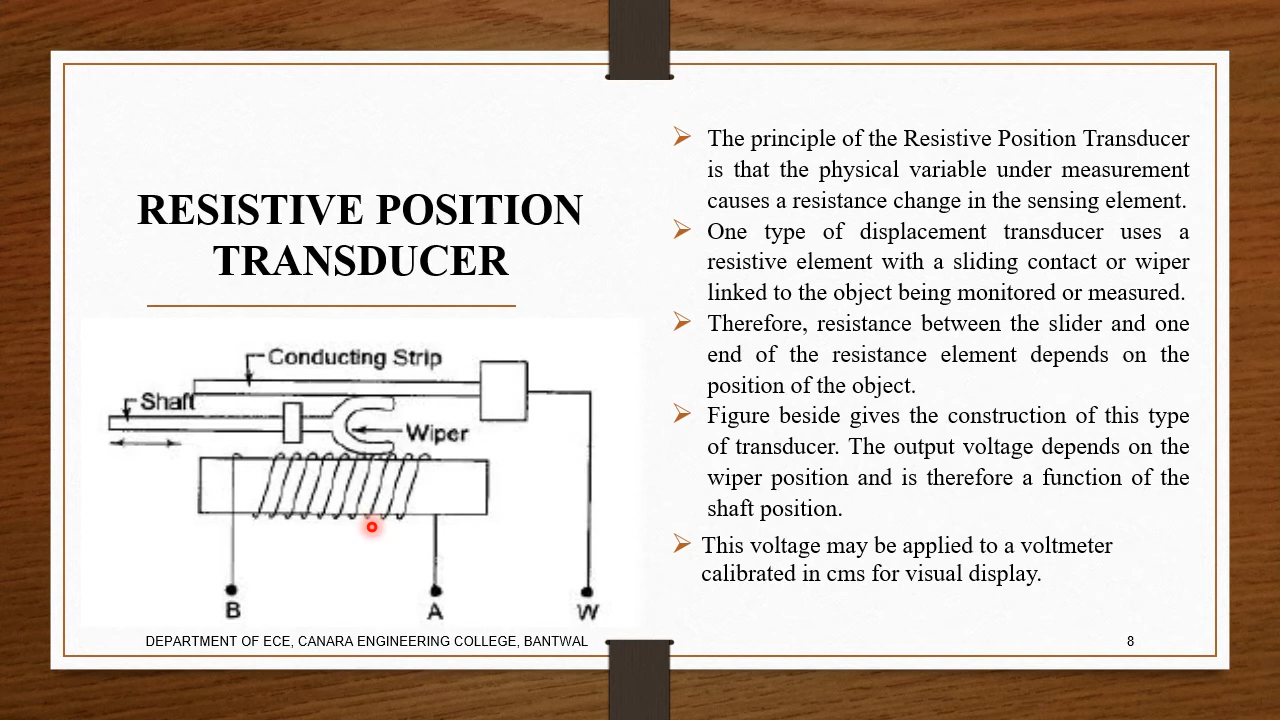 RESISTIVE POSITION
TRANSDUCER
Conducting Strip
Shaft
Wiper
B
A
W
The principle of the Resistive Position Transducer
is that the physical variable under measurement
causes a resistance change in the sensing element.
One type of displacement transducer uses a
resistive element with a sliding contact or wiper
linked to the object being monitored or measured.
Therefore, resistance between the slider and one
end of the resistance element depends on the
position of the object.
Figure beside gives the construction of this type
of transducer. The output voltage depends on the
wiper position and is therefore a function of the
shaft position.
This voltage may be applied to a voltmeter
calibrated in cms for visual display.
DEPARTMENT OF ECE, CANARA ENGINEERING COLLEGE, BANTWAL
8